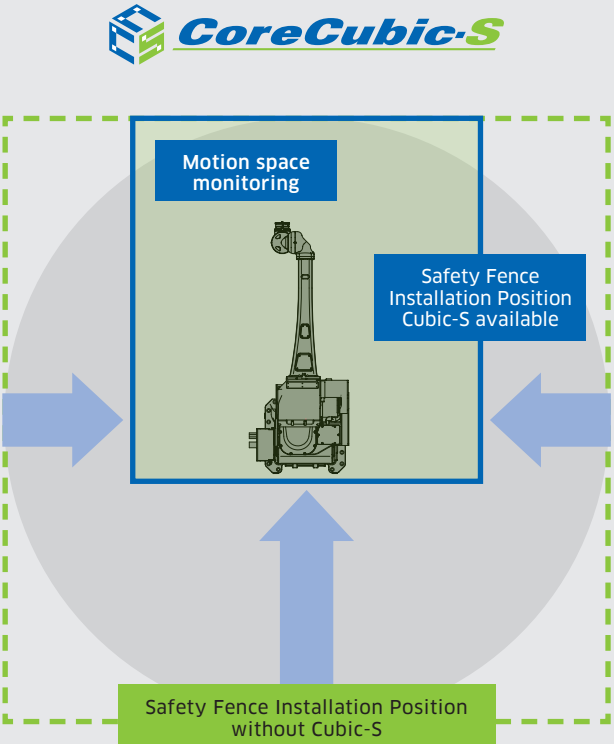 CoreCubic-S
Motion space
monitoring
Safety Fence
Installation Position
Cubic-S available
Safety Fence Installation Position
without Cubic-S